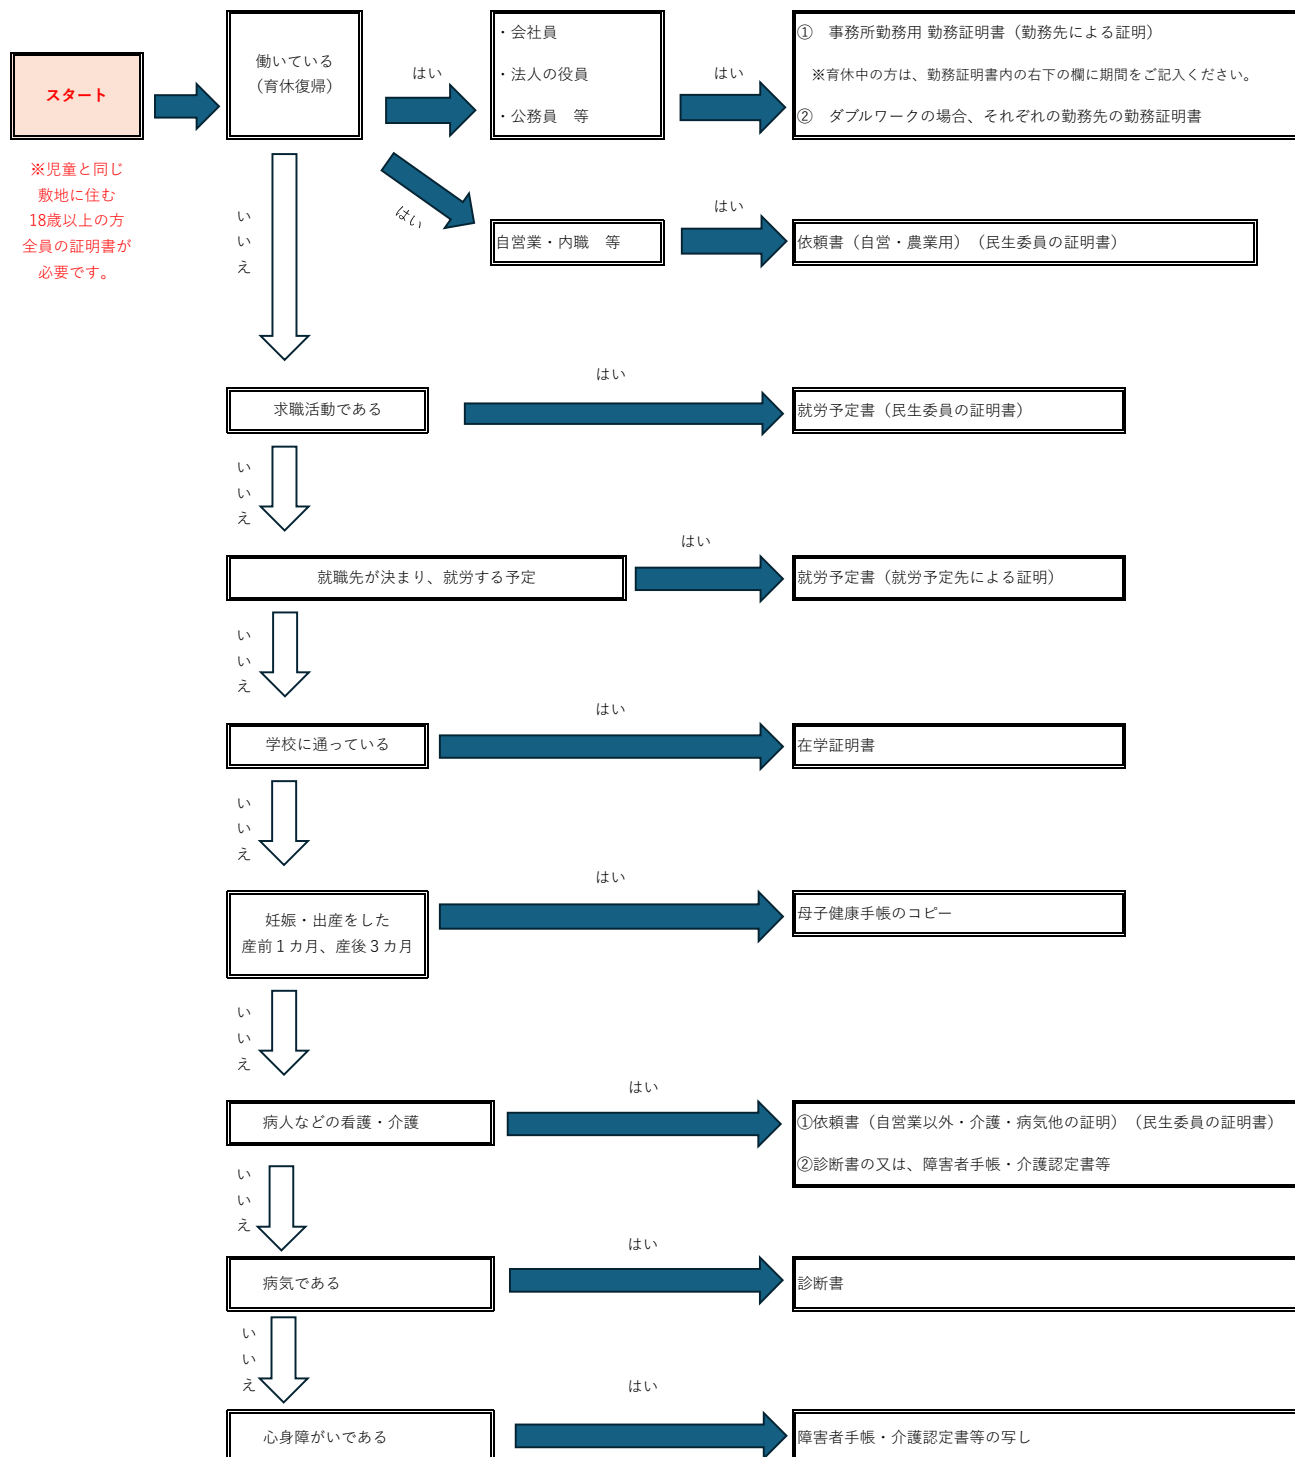 スタート
※児童と同じ
敷地に住む
18歳以上の方
全員の証明書が
必要です。
働いている
（育休復帰）
はい
・会社員
・法人の役員
・公務員　等
はい
①　事務所勤務用 勤務証明書（勤務先による証明）
※育休中の方は、勤務証明書内の右下の欄に期間をご記入ください。
②　ダブルワークの場合、それぞれの勤務先の勤務証明書
はい
自営業・内職　等
はい
依頼書（自営・農業用）（民生委員の証明書）
いいえ
求職活動である
はい
就労予定書（民生委員の証明書）
いいえ
就職先が決まり、就労する予定
はい
就労予定書（就労予定先による証明）
いいえ
学校に通っている
はい
在学証明書
いいえ
妊娠・出産をした
産前１カ月、産後３カ月
はい
母子健康手帳のコピー
いいえ
病人などの看護・介護
はい
①依頼書（自営業以外・介護・病気他の証明）（民生委員の証明書）
②診断書の又は、障害者手帳・介護認定書等
いいえ
病気である
はい
診断書
いいえ
心身障がいである
はい
障害者手帳・介護認定書等の写し